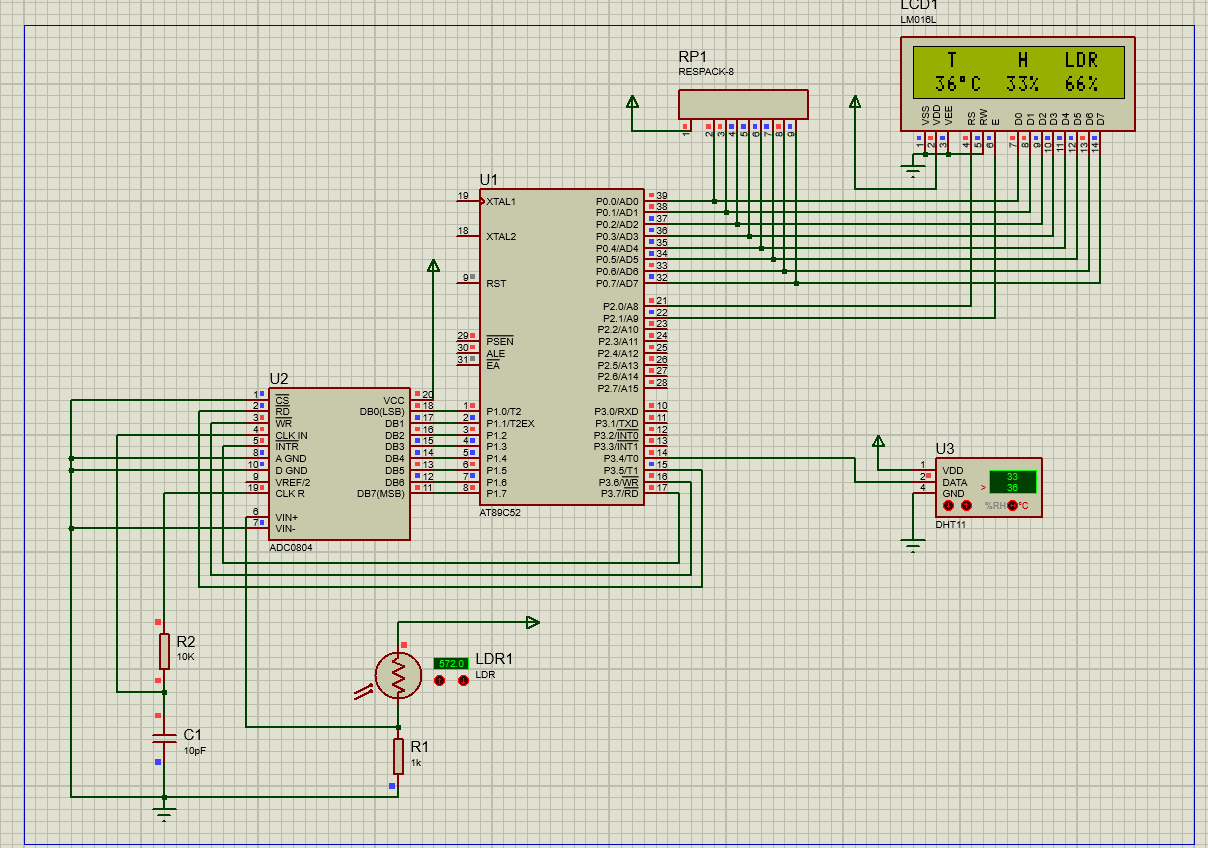 LCD1
LM016L
T H LDR
36°C 33% 66%
VSS VDD VEE RS RW E D0 D1 D2 D3 D4 D5 D6 D7
1 2 3 4 5 6 7 8 9 10 11 12 13 14
RP1
RESPACK-8
1 2 3 4 5 6 7 8 9
U1
19 XTAL1 P0.0/AD0 39
P0.1/AD1 38
P0.2/AD2 37
18 XTAL2 P0.3/AD3 36
P0.4/AD4 35
P0.5/AD5 34
P0.6/AD6 33
9 RST P0.7/AD7 32
P2.0/A8 21
P2.1/A9 22
P2.2/A10 23
29 PSEN P2.3/A11 24
30 ALE P2.4/A12 25
31 EA P2.5/A13 26
P2.6/A14 27
P2.7/A15 28
1 P1.0/T2 P3.0/RXD 10
2 P1.1/T2EX P3.1/TXD 11
3 P1.2 P3.2/INT0 12
4 P1.3 P3.3/INT1 13
5 P1.4 P3.4/T0 14
6 P1.5 P3.5/T1 15
7 P1.6 P3.6/WR 16
8 P1.7 P3.7/RD 17
AT89C52
U2
1 CS VCC 20
2 RD DB0(LSB) 18
3 WR DB1 17
4 CLK IN DB2 16
5 INTR DB3 15
8 A GND DB4 14
10 D GND DB5 13
9 VREF/2 DB6 12
19 CLK R DB7(MSB) 11
6 VIN+
7 VIN-
ADC0804
U3
1 VDD
2 DATA
4 GND
33
> 36
%RH °C
DHT11
R2
10K
C1
10pF
LDR1
LDR
572.0
R1
1k